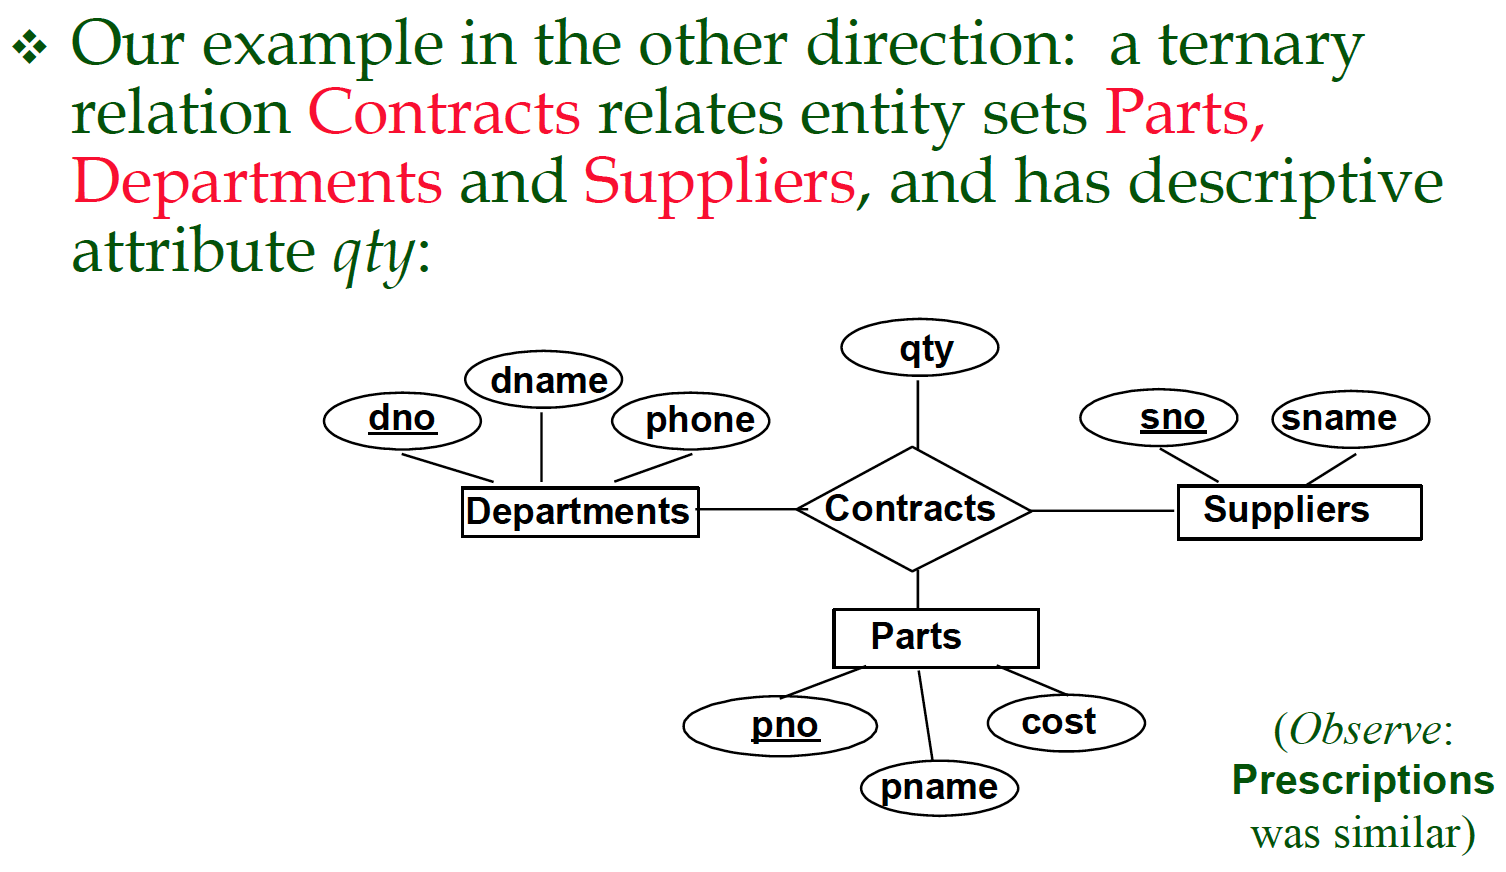 ❖ Our example in the other direction: a ternary
relation Contracts relates entity sets Parts,
Departments and Suppliers, and has descriptive
attribute qty:
qty
dname
dno
phone
sno
sname
Departments
Contracts
Suppliers
Parts
pno
cost
pname
(Observe:
Prescriptions
was similar)